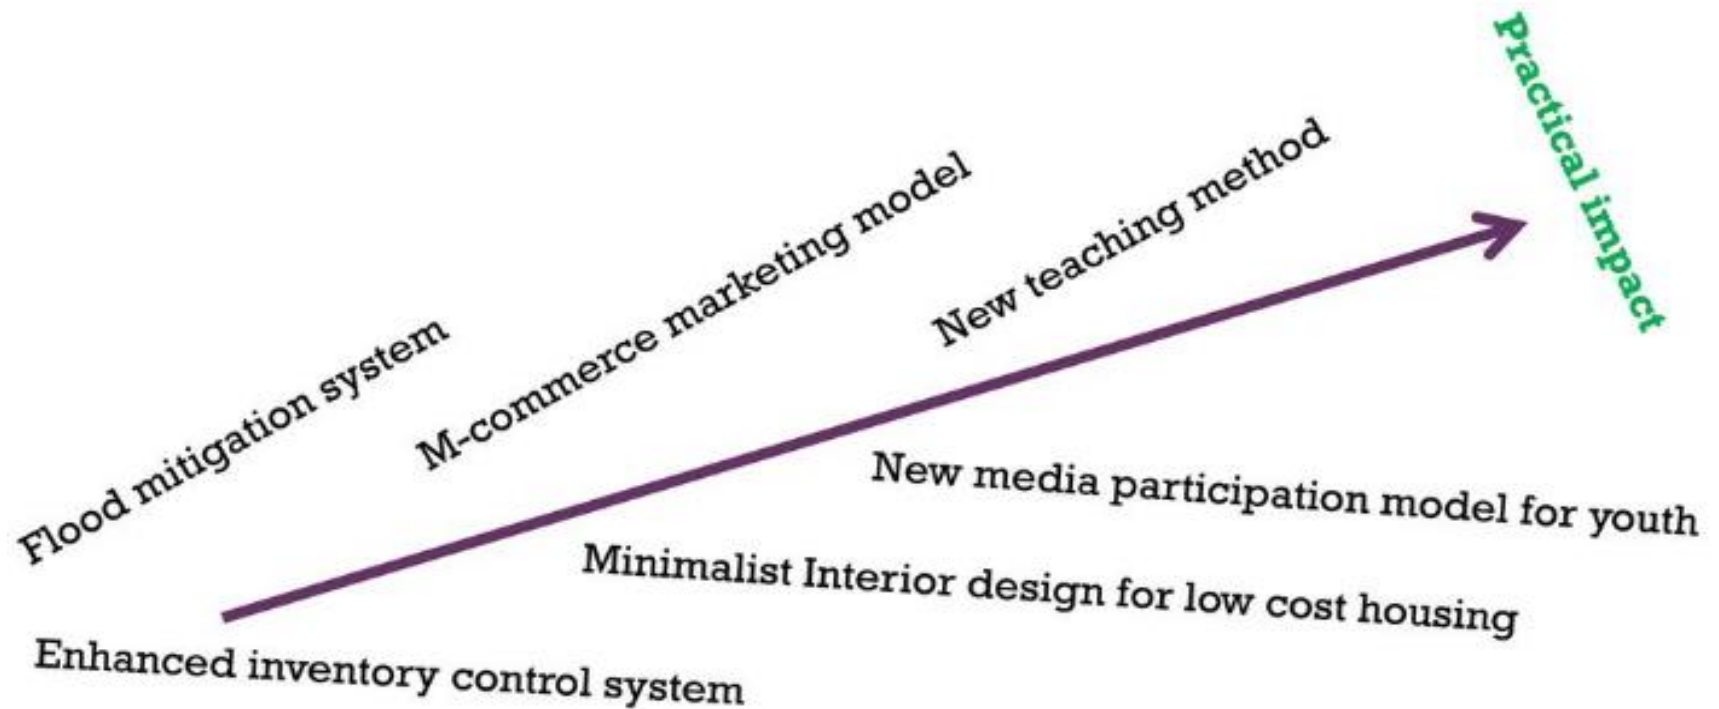 Practical impact
New teaching method
M-commerce marketing model
Flood mitigation system
New media participation model for youth
Minimalist Interior design for low cost housing
Enhanced inventory control system